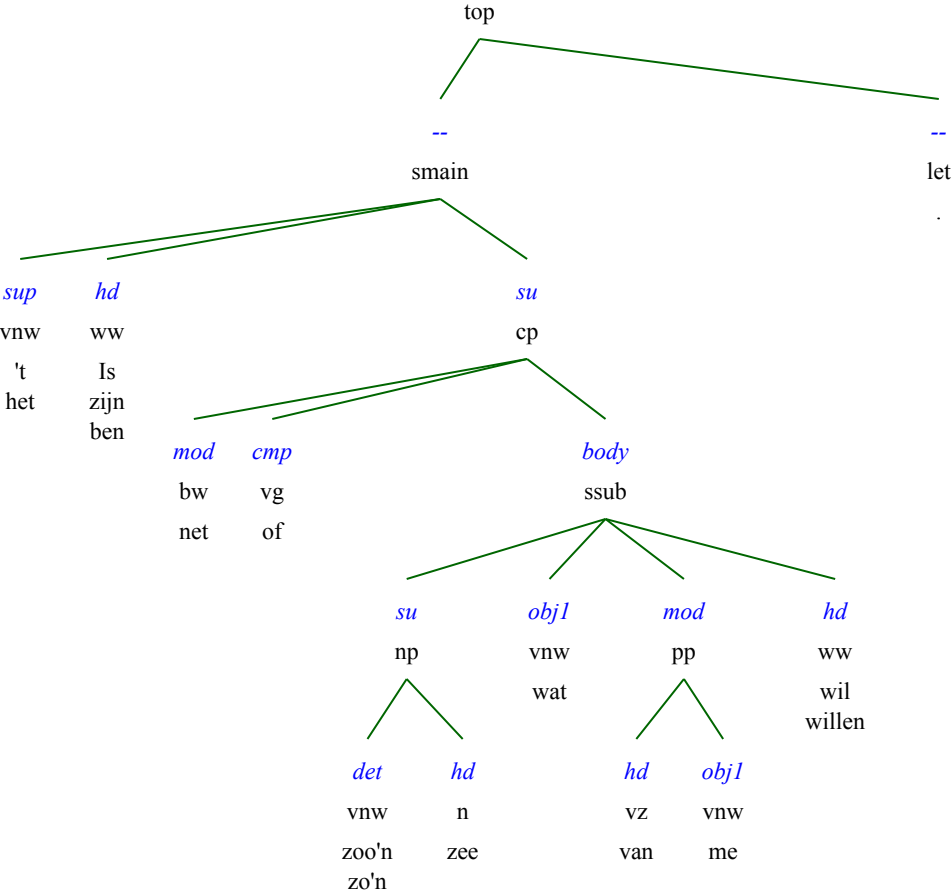 top
-- --
smain let
.
sup hd su
vnw ww cp
't Is
het zijn
ben
mod cmp body
bw vg ssub
net of
su obj1 mod hd
np vnw pp ww
wat wil
willen
det hd hd obj1
vnw n vz vnw
zoo'n zee van me
zo'n